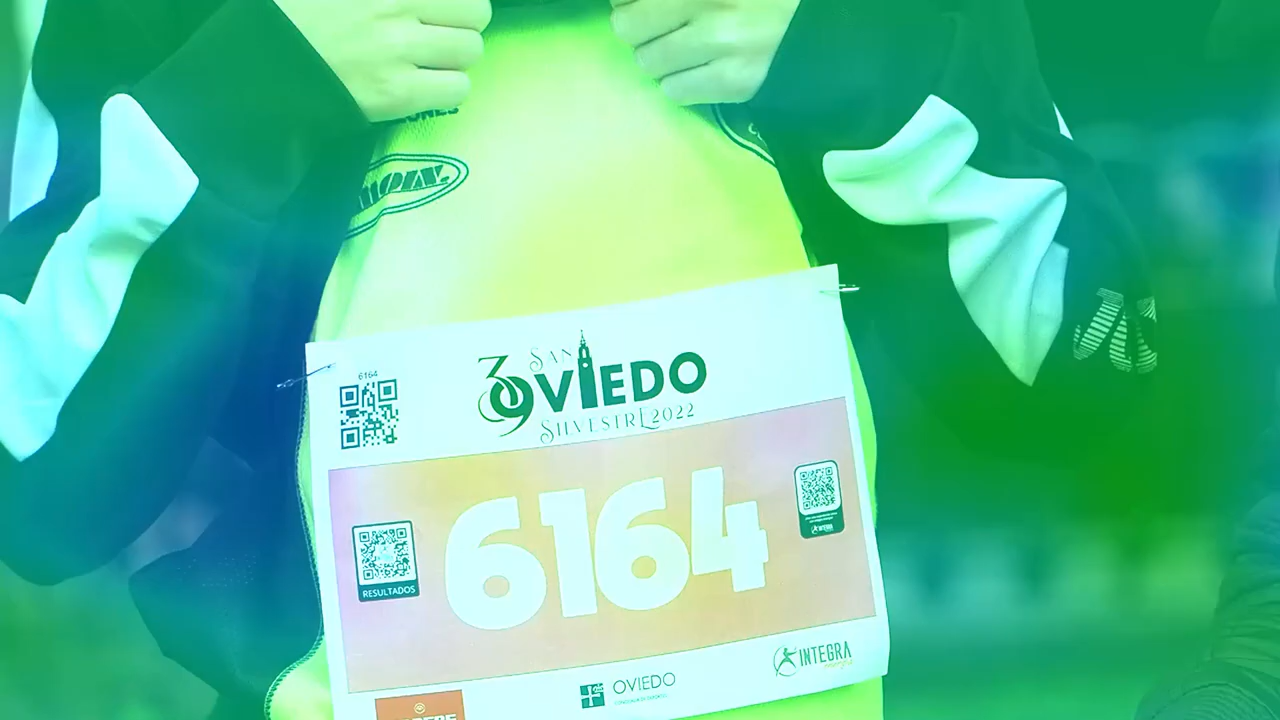 6164
39 SAN
OVIEDO
SILVESTRE 2022
6164
RESULTADOS
INTEGRA
OVIEDO